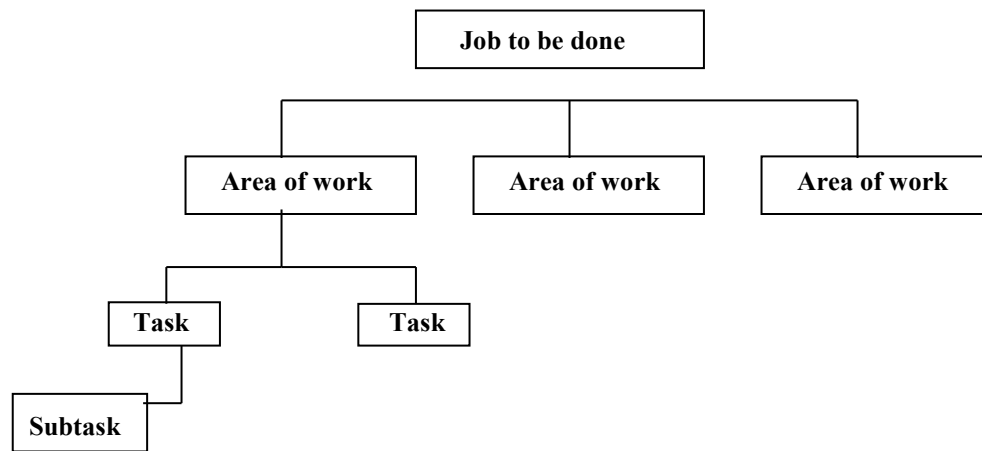 Job to be done
Area of work
Area of work
Area of work
Task
Task
Subtask